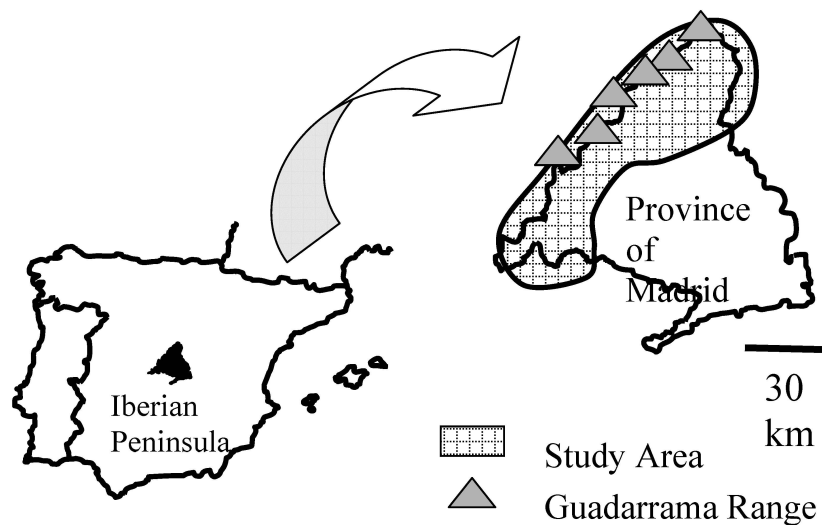 Province
of
Madrid
30
km
Iberian
Peninsula
Study Area
Guadarrama Range